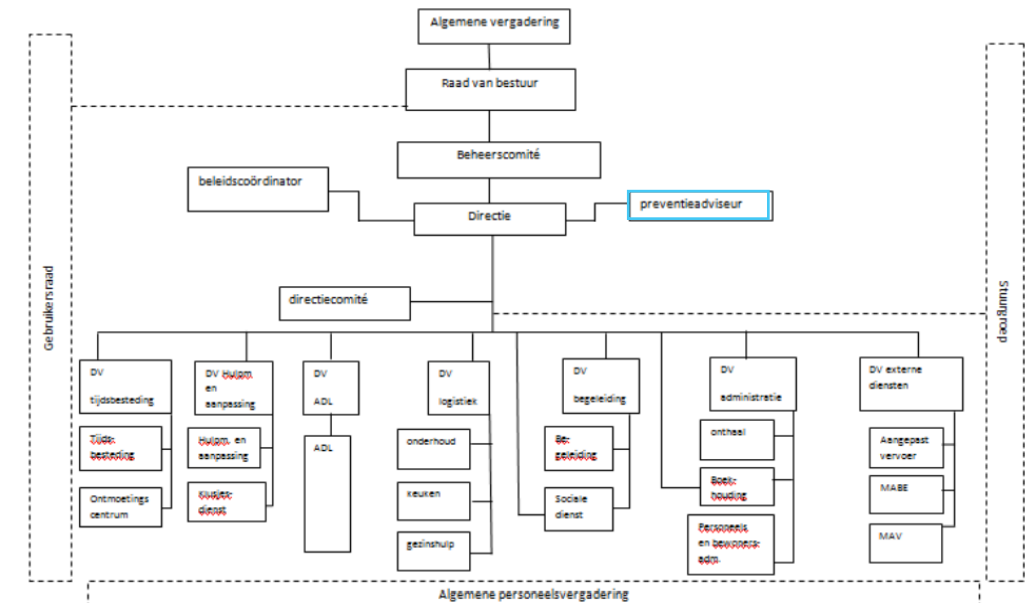 Algemene vergadering
Raad van bestuur
Beheerscomité
beleidscoördinator
preventieadviseur
Directie
directiecomité
Gebruikersraad
Stuurgroep
DV
tijdsbesteding
Tijds-
besteding
Ontmoetings
centrum
DV Hulpm.
en
aanpassing
Hulpm. en
aanpassing
Klusjes-
dienst
DV
ADL
ADL
DV
logistiek
onderhoud
keuken
gezinshulp
DV
begeleiding
Be-
geleiding
Sociale
dienst
DV
administratie
onthaal
Boek-
houding
Personeels
en bewoners-
adm.
DV externe
diensten
Aangepast
vervoer
MABE
MAV
Algemene personeelsvergadering